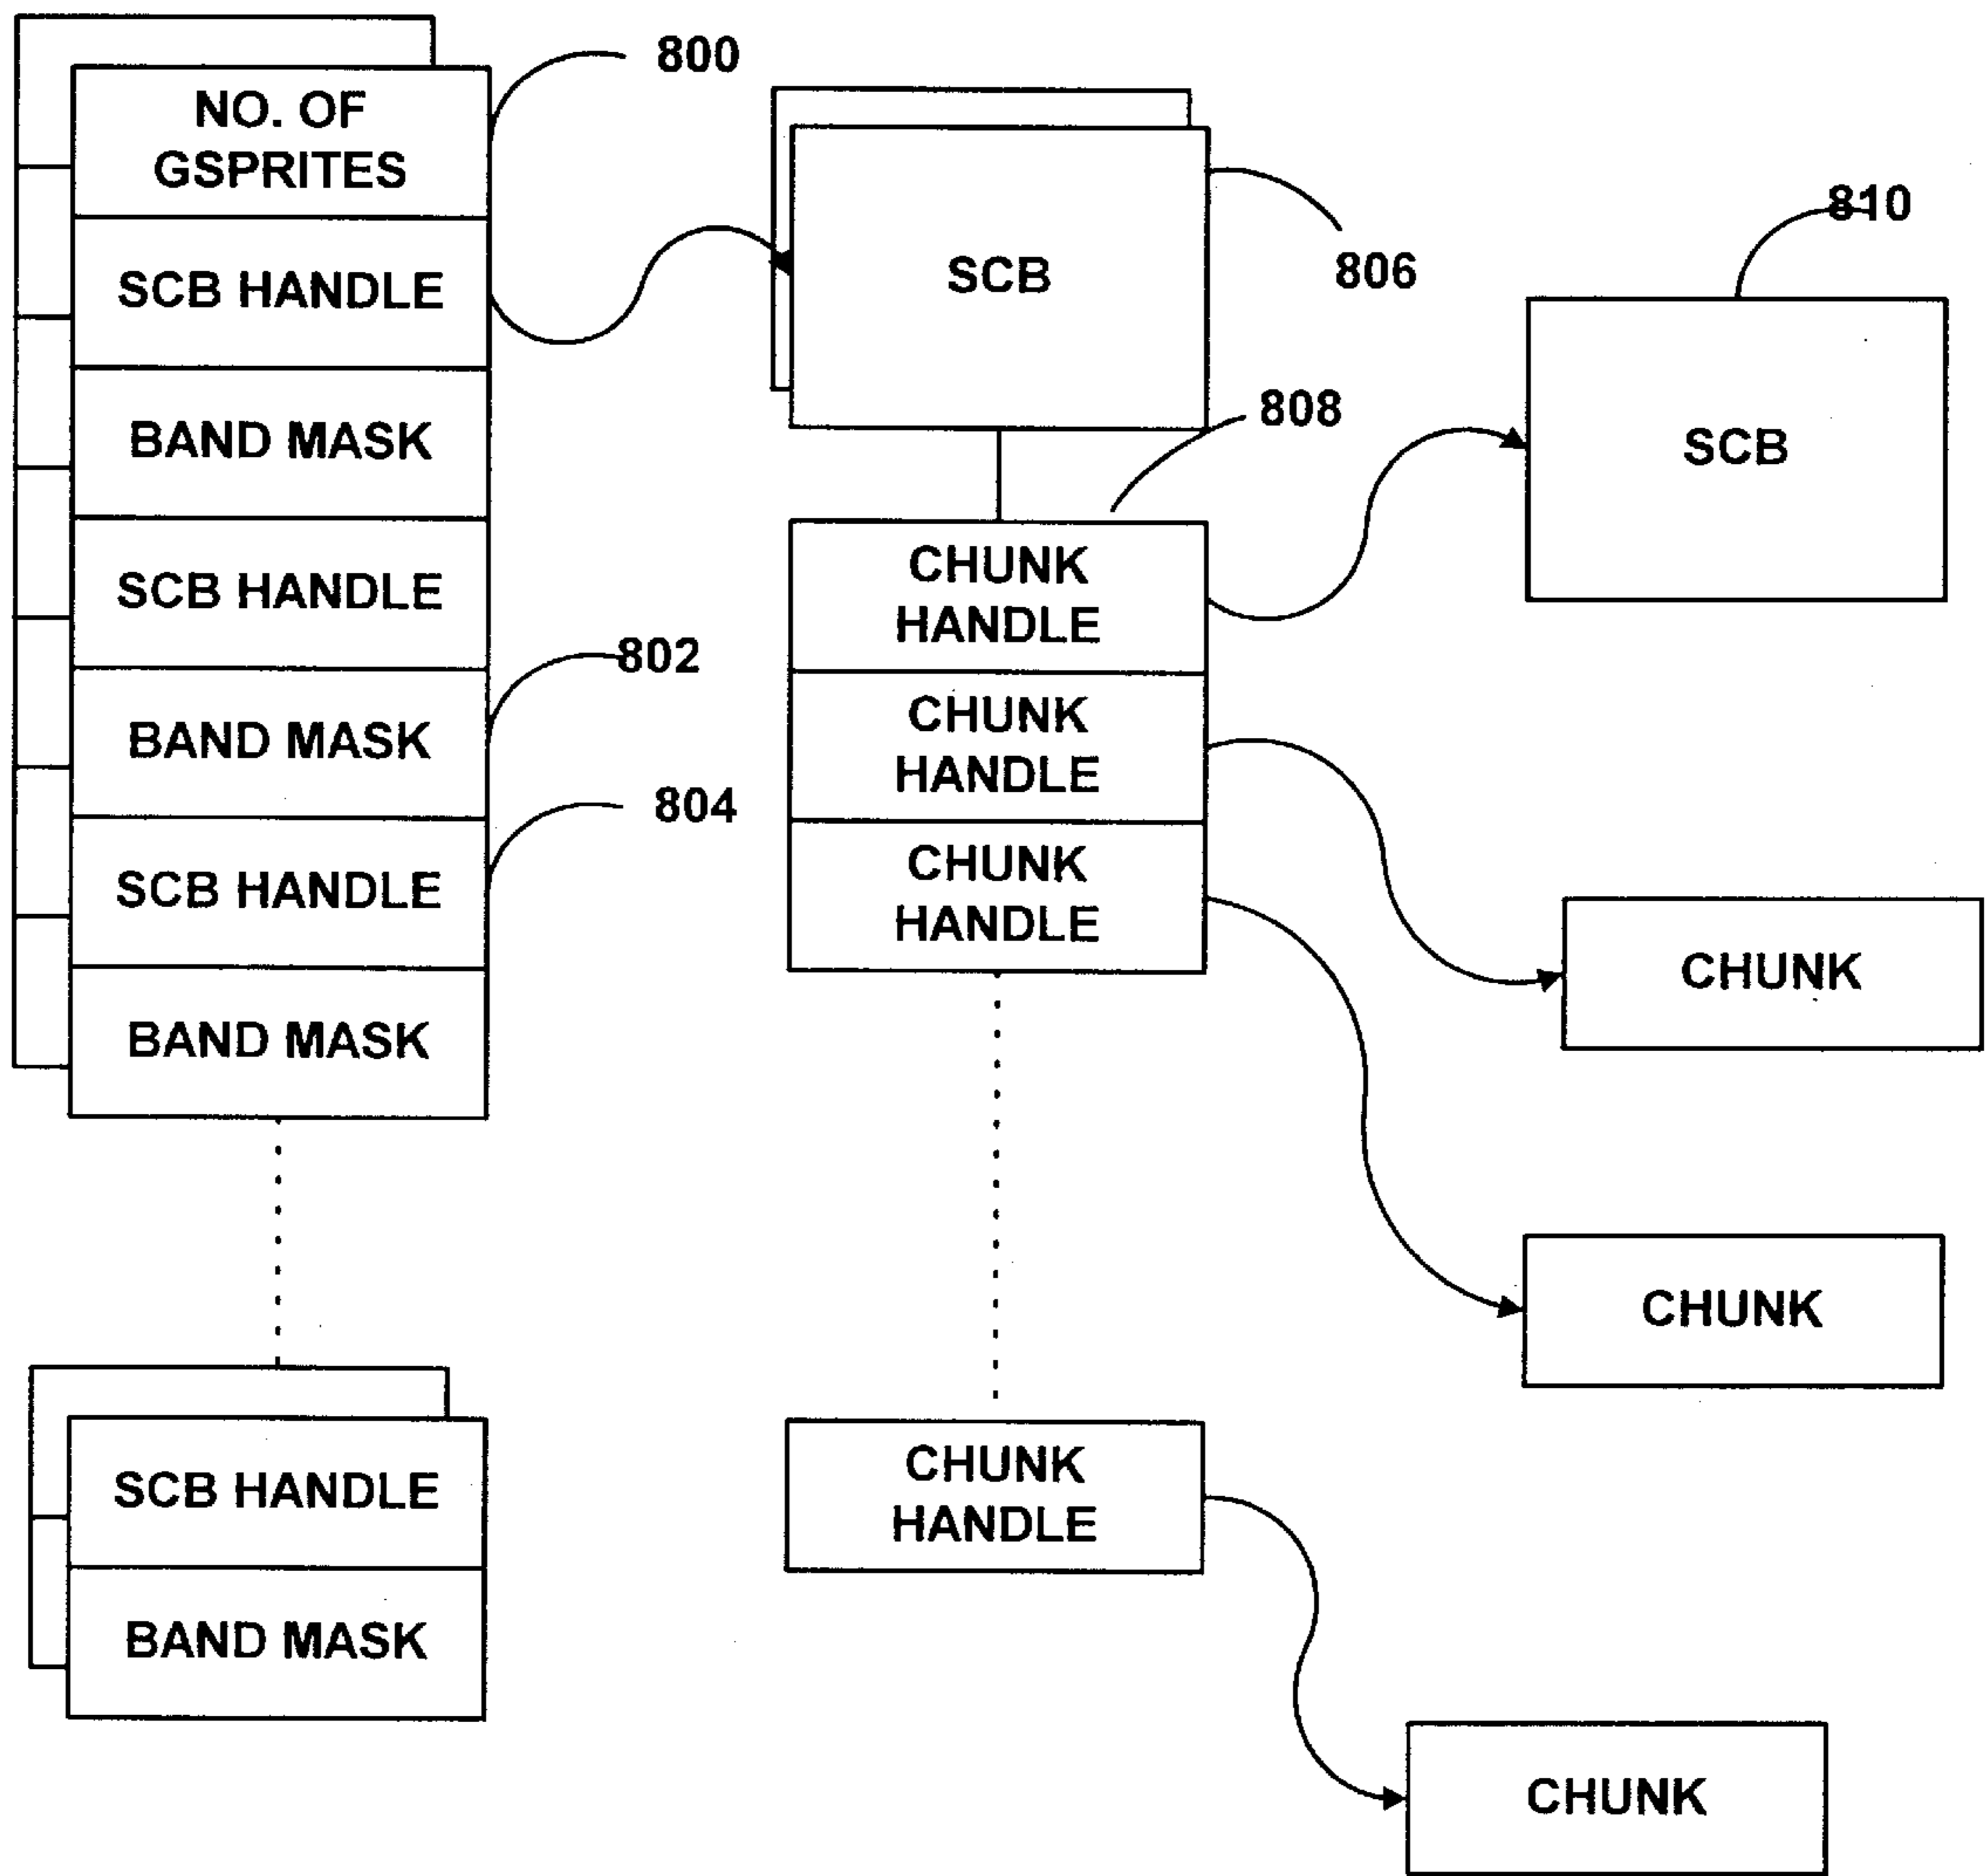 NO. OF
GSPRITES
SCB HANDLE
BAND MASK
SCB HANDLE
BAND MASK
SCB HANDLE
BAND MASK
SCB HANDLE
BAND MASK
800
802
804
SCB
806
808
CHUNK
HANDLE
CHUNK
HANDLE
CHUNK
HANDLE
CHUNK
HANDLE
810
SCB
CHUNK
CHUNK
CHUNK